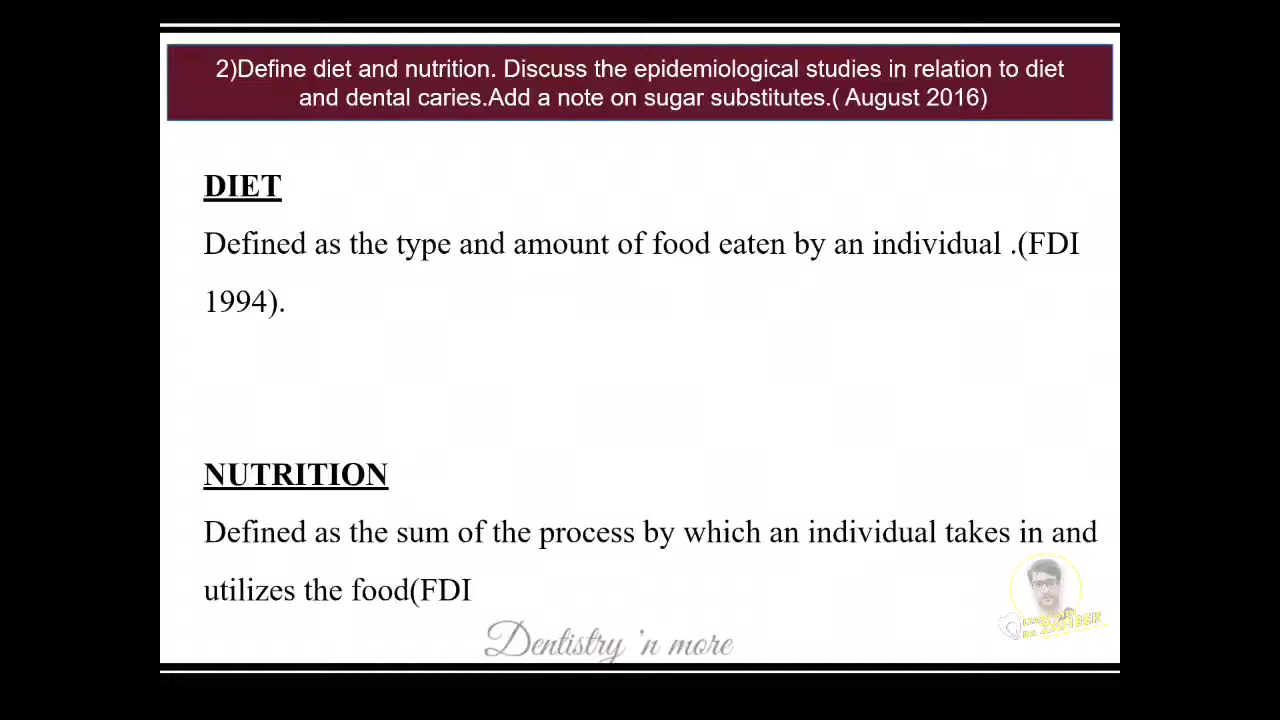 2)Define diet and nutrition. Discuss the epidemiological studies in relation to diet
and dental caries.Add a note on sugar substitutes.( August 2016)
DIET
Defined as the type and amount of food eaten by an individual .(FDI
1994).
NUTRITION
Defined as the sum of the process by which an individual takes in and
utilizes the food(FDI
Dentistry 'n more